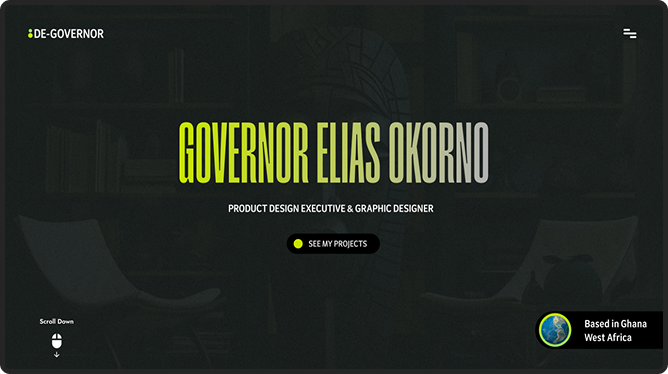 DE-GOVERNOR
GOVERNOR ELIAS OKORNO
PRODUCT DESIGN EXECUTIVE & GRAPHIC DESIGNER
SEE MY PROJECTS
Scroll Down
Based in Ghana
West Africa